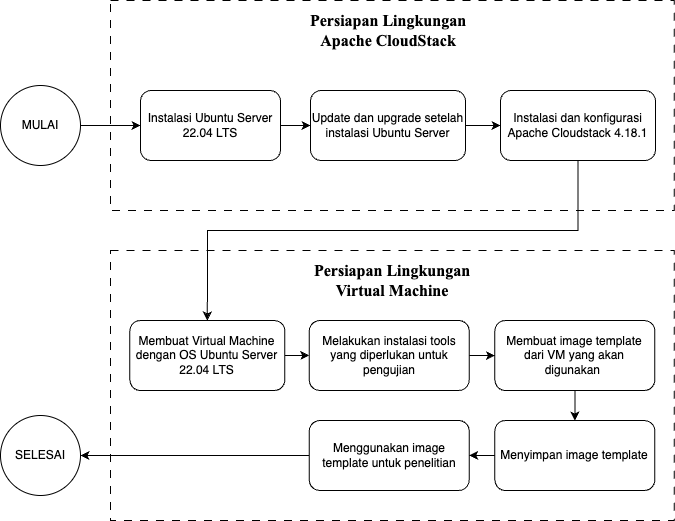 Persiapan Lingkungan
Apache CloudStack
MULAI
Instalasi Ubuntu Server
22.04 LTS
Update dan upgrade setelah
instalasi Ubuntu Server
Instalasi dan konfigurasi
Apache Cloudstack 4.18.1
Persiapan Lingkungan
Virtual Machine
Membuat Virtual Machine
dengan OS Ubuntu Server
22.04 LTS
Melakukan instalasi tools
yang diperlukan untuk
pengujian
Membuat image template
dari VM yang akan
digunakan
Menyimpan image template
Menggunakan image
template untuk penelitian
SELESAI